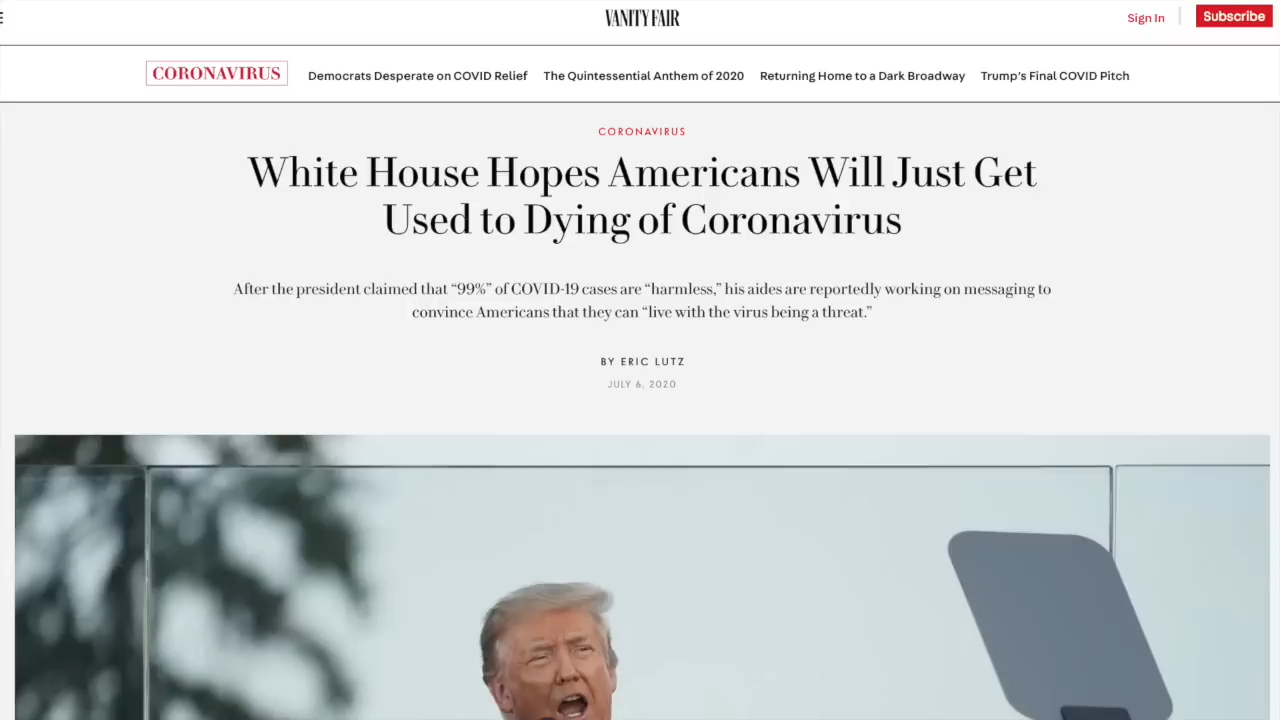 VANITY FAIR
Sign In
Subscribe
CORONAVIRUS
Democrats Desperate on COVID Relief
The Quintessential Anthem of 2020
Returning Home to a Dark Broadway
Trump's Final COVID Pitch
CORONAVIRUS
White House Hopes Americans Will Just Get
Used to Dying of Coronavirus
After the president claimed that “99%” of COVID-19 cases are “harmless,” his aides are reportedly working on messaging to
convince Americans that they can “live with the virus being a threat.”
BY ERIC LUTZ
JULY 6, 2020